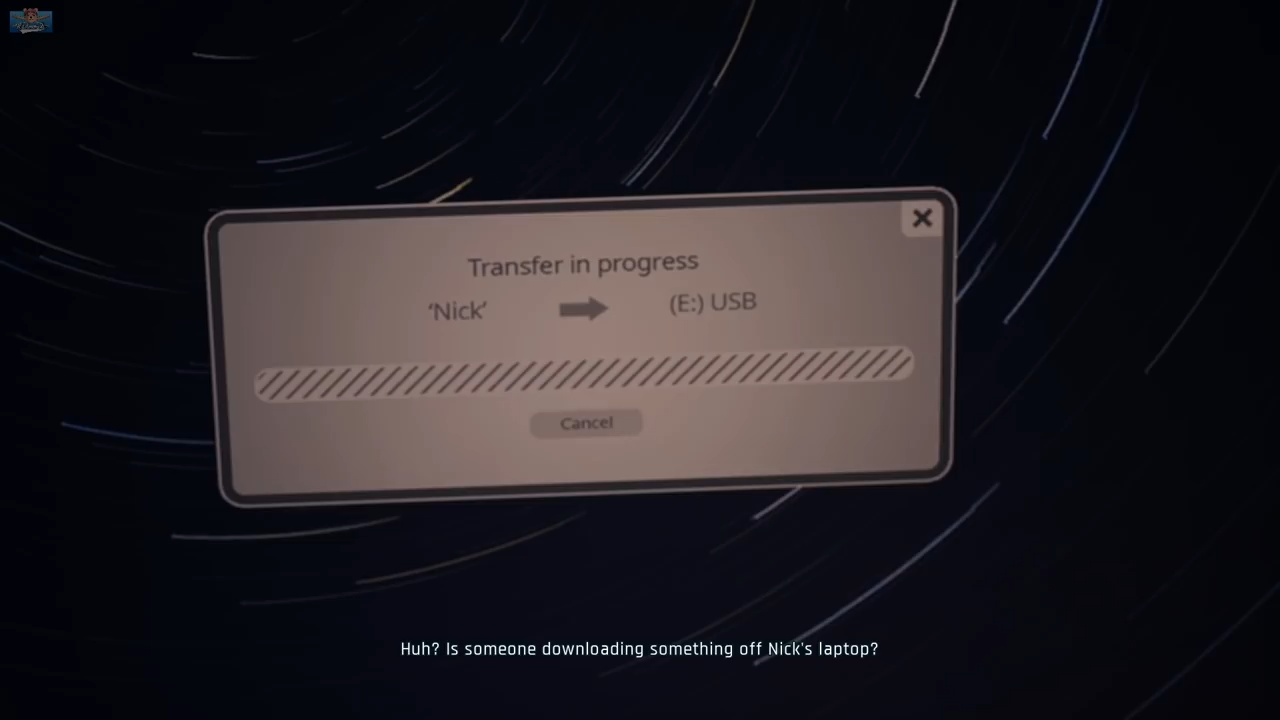 Transfer in progress
‘Nick’ (E:) USB
Cancel
Huh? Is someone downloading something off Nick's laptop?